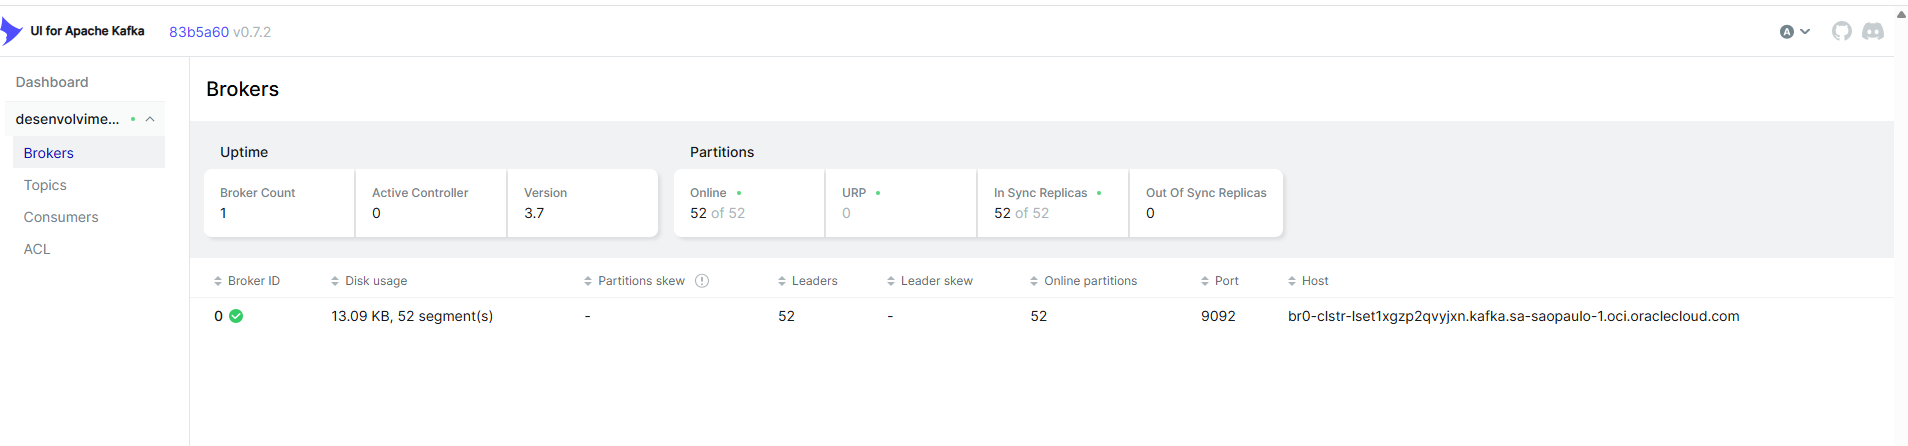 UI for Apache Kafka 83b5a60 v0.7.2 A
Dashboard
desenvolvime...
Brokers
Topics
Consumers
ACL
Brokers
Uptime
Broker Count Active Controller Version
1 0 3.7
Partitions
Online URP In Sync Replicas Out Of Sync Replicas
52 of 52 0 52 of 52 0
Broker ID Disk usage Partitions skew Leaders Leader skew Online partitions Port Host
0 13.09 KB, 52 segment(s) - 52 - 52 9092 br0-clstr-lset1xgzp2qvyjxn.kafka.sa-saopaulo-1.oci.oraclecloud.com